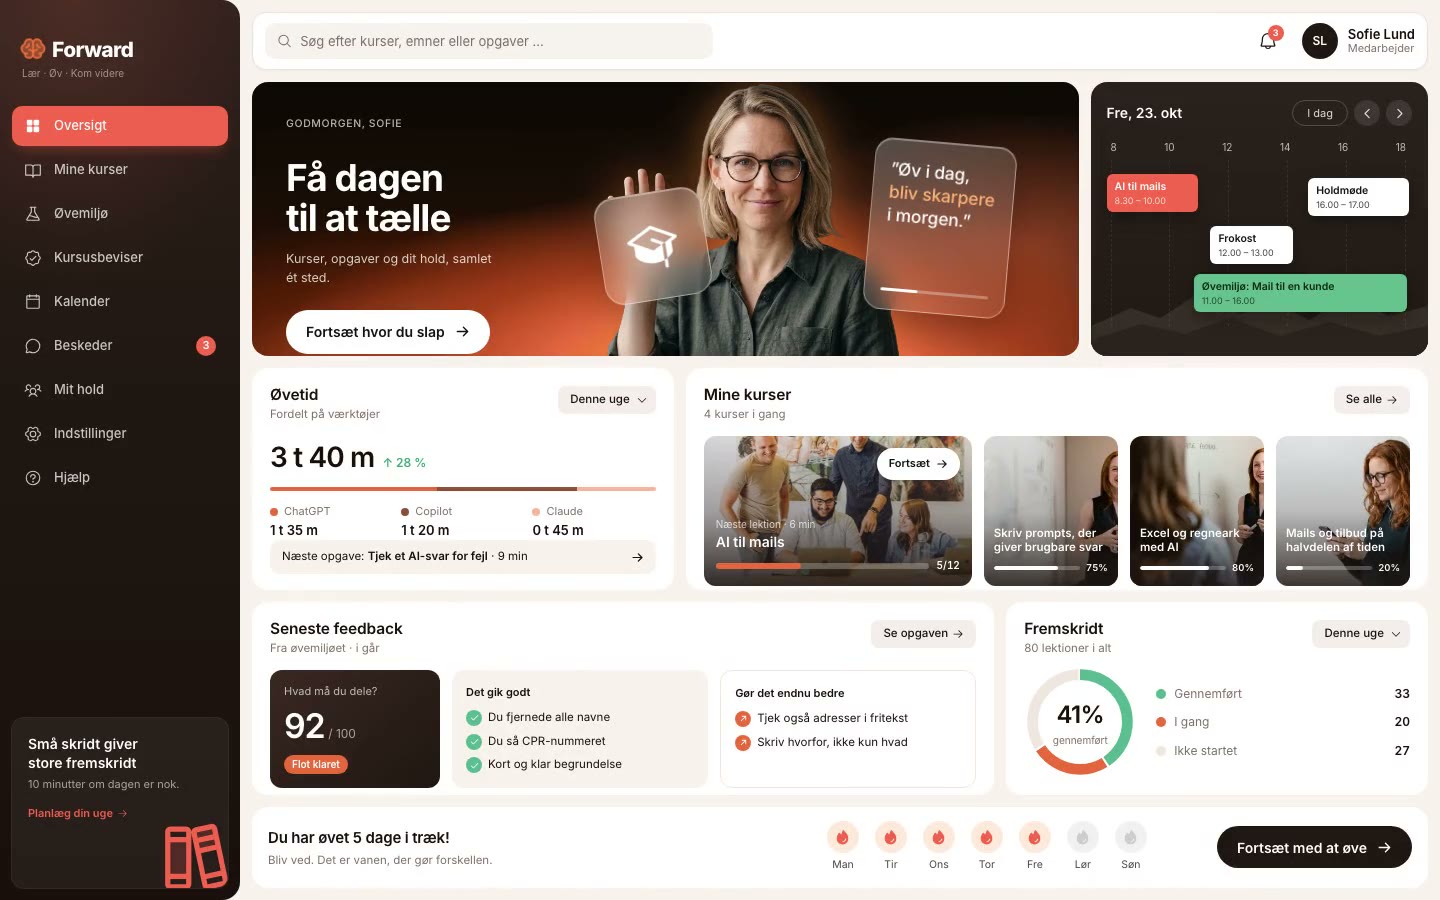 Forward
Lær · Øv · Kom videre
Oversigt
Mine kurser
Øvemiljø
Kursusbeviser
Kalender
Beskeder
3
Mit hold
Indstillinger
Hjælp
Små skridt giver
store fremskridt
10 minutter om dagen er nok.
Planlæg din uge →
Søg efter kurser, emner eller opgaver ...
3
SL
Sofie Lund
Medarbejder
GODMORGEN, SOFIE
Få dagen
til at tælle
Kurser, opgaver og dit hold, samlet
ét sted.
Fortsæt hvor du slap →
"Øv i dag,
bliv skarpere
i morgen."
Fre, 23. okt
I dag
8 10 12 14 16 18
AI til mails
8.30 – 10.00
Holdmøde
16.00 – 17.00
Frokost
12.00 – 13.00
Øvemiljø: Mail til en kunde
11.00 – 16.00
Øvetid
Fordelt på værktøjer
Denne uge
3 t 40 m ↑ 28 %
ChatGPT
1 t 35 m
Copilot
1 t 20 m
Claude
0 t 45 m
Næste opgave: Tjek et AI-svar for fejl · 9 min →
Mine kurser
4 kurser i gang
Se alle →
Fortsæt →
Næste lektion · 6 min
AI til mails
5/12
Skriv prompts, der
giver brugbare svar
75%
Excel og regneark
med AI
80%
Mails og tilbud på
halvdelen af tiden
20%
Seneste feedback
Fra øvemiljøet · i går
Se opgaven →
Hvad må du dele?
92 / 100
Flot klaret
Det gik godt
Du fjernede alle navne
Du så CPR-nummeret
Kort og klar begrundelse
Gør det endnu bedre
Tjek også adresser i fritekst
Skriv hvorfor, ikke kun hvad
Fremskridt
80 lektioner i alt
Denne uge
41%
gennemført
Gennemført 33
I gang 20
Ikke startet 27
Du har øvet 5 dage i træk!
Bliv ved. Det er vanen, der gør forskellen.
Man Tir Ons Tor Fre Lør Søn
Fortsæt med at øve →